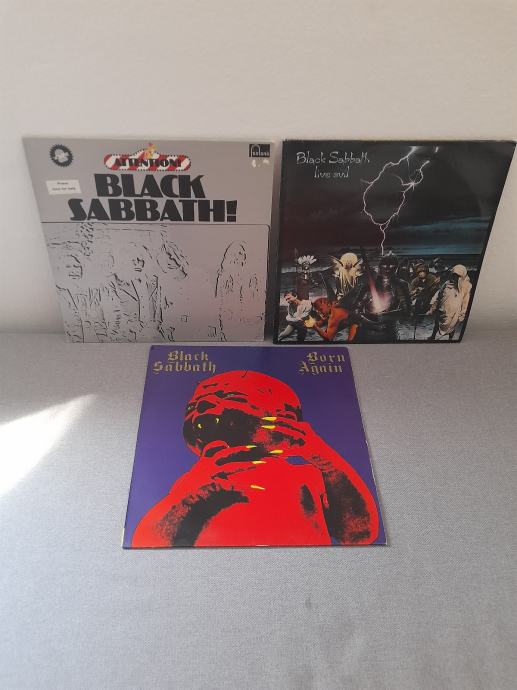 ATTENTION!
fontana
BLACK
SABBATH!
Black Sabbath
live evil
Black
Sabbath
Born
Again